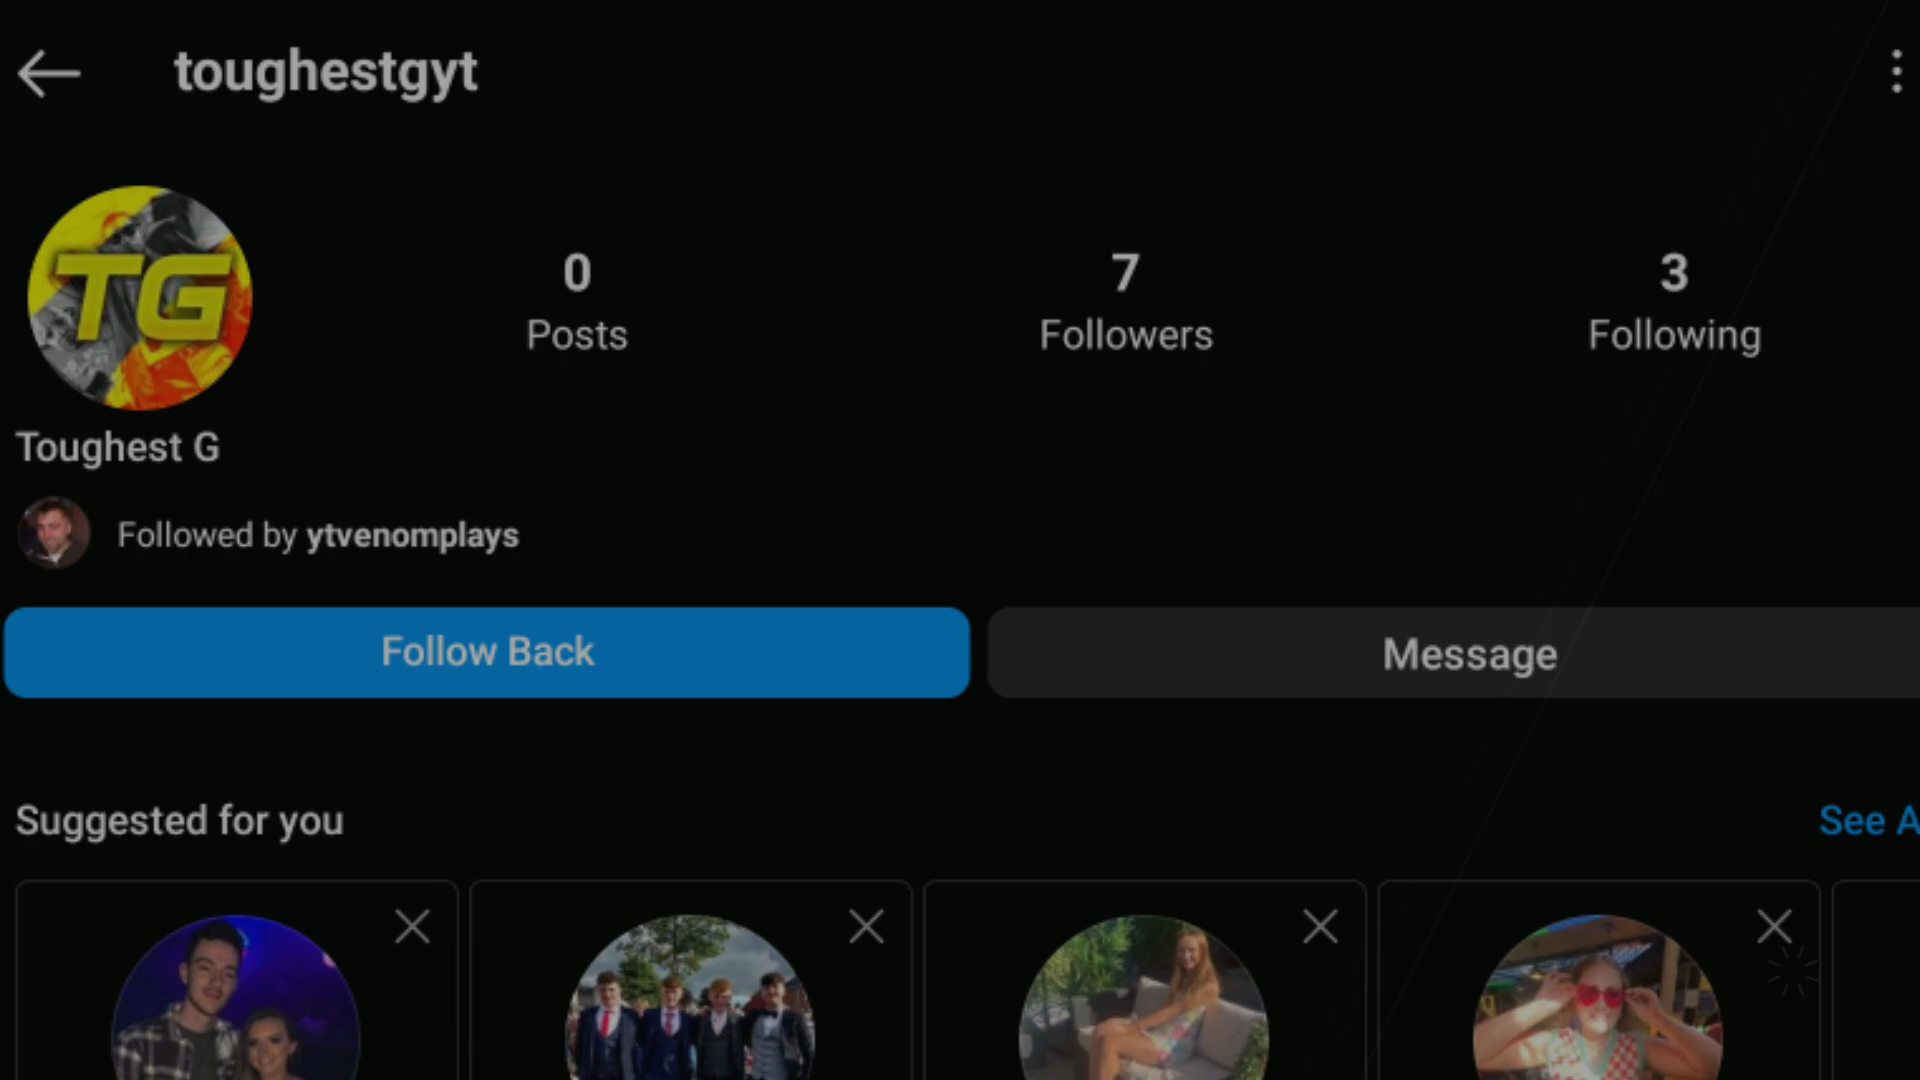 toughestgyt
TG
0
Posts
7
Followers
3
Following
Toughest G
Followed by ytvenomplays
Follow Back
Message
Suggested for you
See A